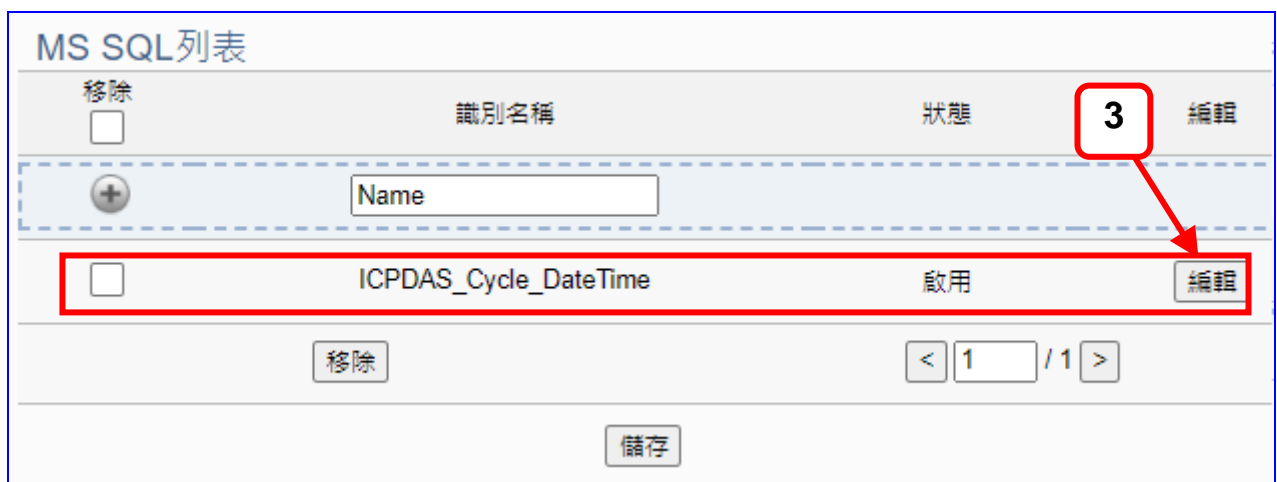 MS SQL列表
移除 識別名稱 狀態 3 編輯
Name
ICPDAS_Cycle_DateTime 啟用 編輯
移除 < 1 / 1 >
儲存